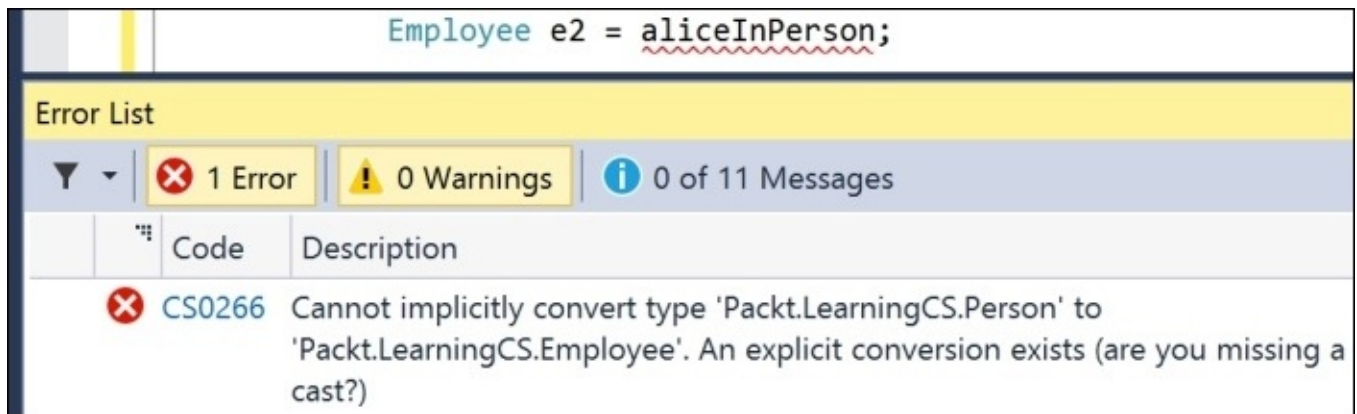 Employee e2 = aliceInPerson;
Error List
1 Error 0 Warnings 0 of 11 Messages
Code Description
CS0266 Cannot implicitly convert type 'Packt.LearningCS.Person' to
'Packt.LearningCS.Employee'. An explicit conversion exists (are you missing a
cast?)